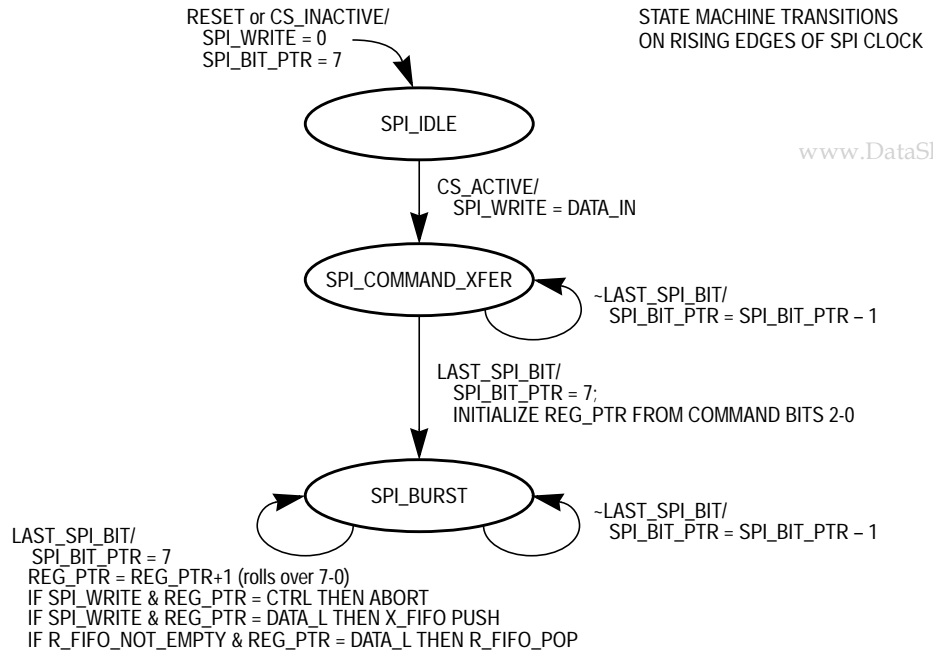 RESET or CS_INACTIVE/
SPI_WRITE = 0
SPI_BIT_PTR = 7
STATE MACHINE TRANSITIONS
ON RISING EDGES OF SPI CLOCK
SPI_IDLE
www.DataSl
CS_ACTIVE/
SPI_WRITE = DATA_IN
SPI_COMMAND_XFER
~LAST_SPI_BIT/
SPI_BIT_PTR = SPI_BIT_PTR – 1
LAST_SPI_BIT/
SPI_BIT_PTR = 7;
INITIALIZE REG_PTR FROM COMMAND BITS 2-0
SPI_BURST
~LAST_SPI_BIT/
SPI_BIT_PTR = SPI_BIT_PTR – 1
LAST_SPI_BIT/
SPI_BIT_PTR = 7
REG_PTR = REG_PTR+1 (rolls over 7-0)
IF SPI_WRITE & REG_PTR = CTRL THEN ABORT
IF SPI_WRITE & REG_PTR = DATA_L THEN X_FIFO PUSH
IF R_FIFO_NOT_EMPTY & REG_PTR = DATA_L THEN R_FIFO_POP